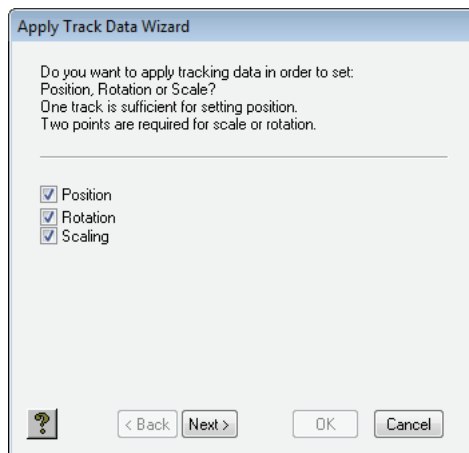 Apply Track Data Wizard
Do you want to apply tracking data in order to set:
Position, Rotation or Scale?
One track is sufficient for setting position.
Two points are required for scale or rotation.
Position
Rotation
Scaling
? < Back Next > OK Cancel